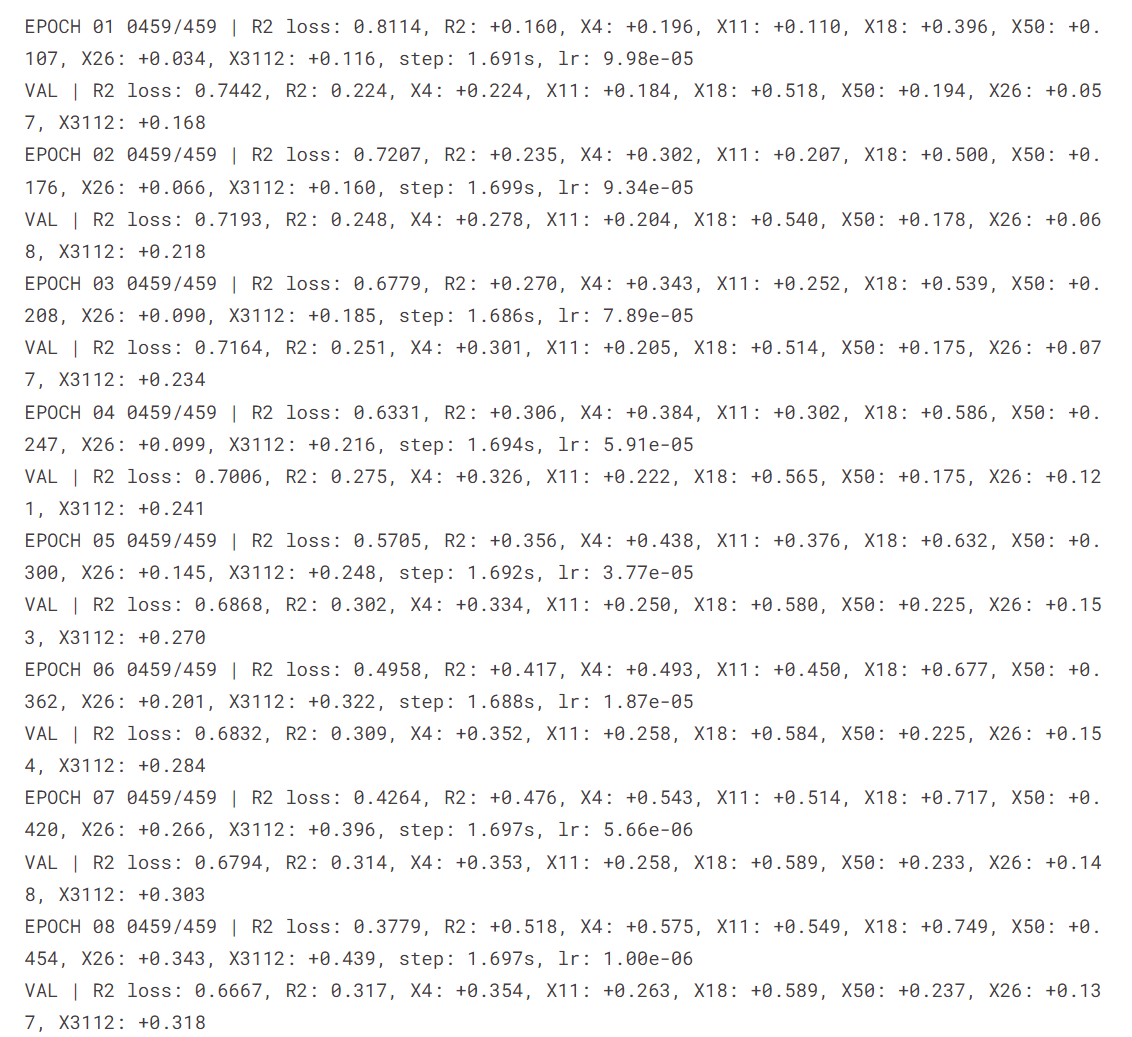 EPOCH 01 0459/459 | R2 loss: 0.8114, R2: +0.160, X4: +0.196, X11: +0.110, X18: +0.396, X50: +0.
107, X26: +0.034, X3112: +0.116, step: 1.691s, lr: 9.98e-05
VAL | R2 loss: 0.7442, R2: 0.224, X4: +0.224, X11: +0.184, X18: +0.518, X50: +0.194, X26: +0.05
7, X3112: +0.168
EPOCH 02 0459/459 | R2 loss: 0.7207, R2: +0.235, X4: +0.302, X11: +0.207, X18: +0.500, X50: +0.
176, X26: +0.066, X3112: +0.160, step: 1.699s, lr: 9.34e-05
VAL | R2 loss: 0.7193, R2: 0.248, X4: +0.278, X11: +0.204, X18: +0.540, X50: +0.178, X26: +0.06
8, X3112: +0.218
EPOCH 03 0459/459 | R2 loss: 0.6779, R2: +0.270, X4: +0.343, X11: +0.252, X18: +0.539, X50: +0.
208, X26: +0.090, X3112: +0.185, step: 1.686s, lr: 7.89e-05
VAL | R2 loss: 0.7164, R2: 0.251, X4: +0.301, X11: +0.205, X18: +0.514, X50: +0.175, X26: +0.07
7, X3112: +0.234
EPOCH 04 0459/459 | R2 loss: 0.6331, R2: +0.306, X4: +0.384, X11: +0.302, X18: +0.586, X50: +0.
247, X26: +0.099, X3112: +0.216, step: 1.694s, lr: 5.91e-05
VAL | R2 loss: 0.7006, R2: 0.275, X4: +0.326, X11: +0.222, X18: +0.565, X50: +0.175, X26: +0.12
1, X3112: +0.241
EPOCH 05 0459/459 | R2 loss: 0.5705, R2: +0.356, X4: +0.438, X11: +0.376, X18: +0.632, X50: +0.
300, X26: +0.145, X3112: +0.248, step: 1.692s, lr: 3.77e-05
VAL | R2 loss: 0.6868, R2: 0.302, X4: +0.334, X11: +0.250, X18: +0.580, X50: +0.225, X26: +0.15
3, X3112: +0.270
EPOCH 06 0459/459 | R2 loss: 0.4958, R2: +0.417, X4: +0.493, X11: +0.450, X18: +0.677, X50: +0.
362, X26: +0.201, X3112: +0.322, step: 1.688s, lr: 1.87e-05
VAL | R2 loss: 0.6832, R2: 0.309, X4: +0.352, X11: +0.258, X18: +0.584, X50: +0.225, X26: +0.15
4, X3112: +0.284
EPOCH 07 0459/459 | R2 loss: 0.4264, R2: +0.476, X4: +0.543, X11: +0.514, X18: +0.717, X50: +0.
420, X26: +0.266, X3112: +0.396, step: 1.697s, lr: 5.66e-06
VAL | R2 loss: 0.6794, R2: 0.314, X4: +0.353, X11: +0.258, X18: +0.589, X50: +0.233, X26: +0.14
8, X3112: +0.303
EPOCH 08 0459/459 | R2 loss: 0.3779, R2: +0.518, X4: +0.575, X11: +0.549, X18: +0.749, X50: +0.
454, X26: +0.343, X3112: +0.439, step: 1.697s, lr: 1.00e-06
VAL | R2 loss: 0.6667, R2: 0.317, X4: +0.354, X11: +0.263, X18: +0.589, X50: +0.237, X26: +0.13
7, X3112: +0.318